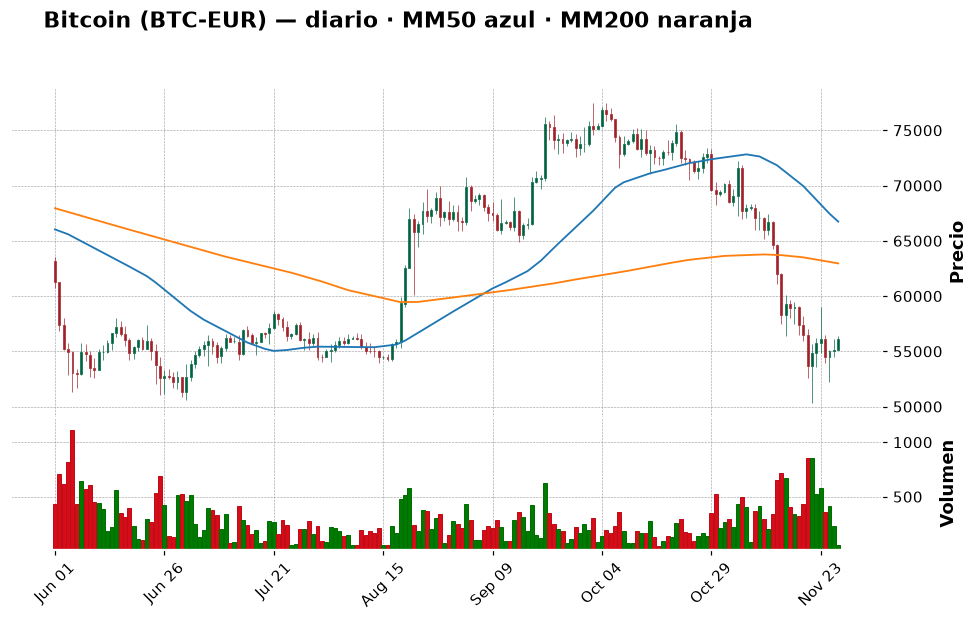 Bitcoin (BTC-EUR) — diario · MM50 azul · MM200 naranja
75000
70000
65000
60000
55000
50000
Precio
1000
500
Volumen
Jun 01
Jun 26
Jul 21
Aug 15
Sep 09
Oct 04
Oct 29
Nov 23